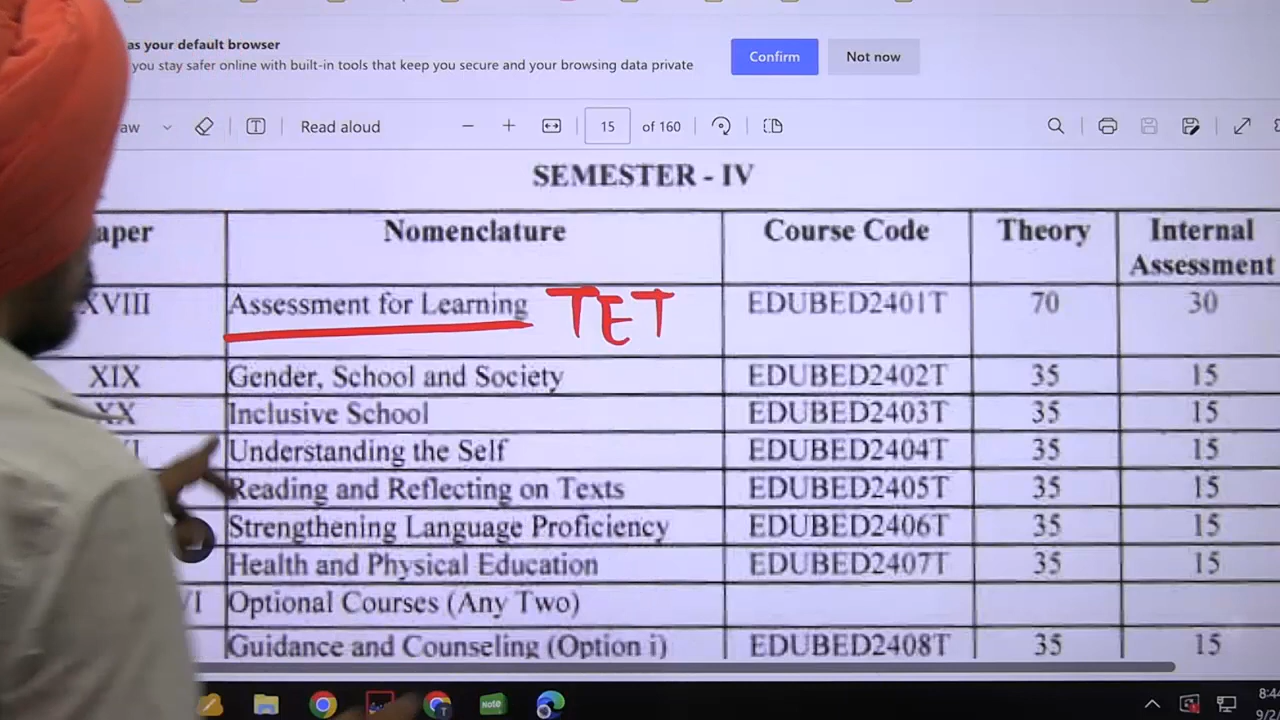 as your default browser
you stay safer online with built-in tools that keep you secure and your browsing data private
Confirm
Not now
Read aloud
15 of 160
SEMESTER - IV
Nomenclature Course Code Theory Internal Assessment
XVIII Assessment for Learning TET EDUBED2401T 70 30
XIX Gender, School and Society EDUBED2402T 35 15
XX Inclusive School EDUBED2403T 35 15
Understanding the Self EDUBED2404T 35 15
Reading and Reflecting on Texts EDUBED2405T 35 15
Strengthening Language Proficiency EDUBED2406T 35 15
Health and Physical Education EDUBED2407T 35 15
Optional Courses (Any Two)
Guidance and Counseling (Option i) EDUBED2408T 35 15
note